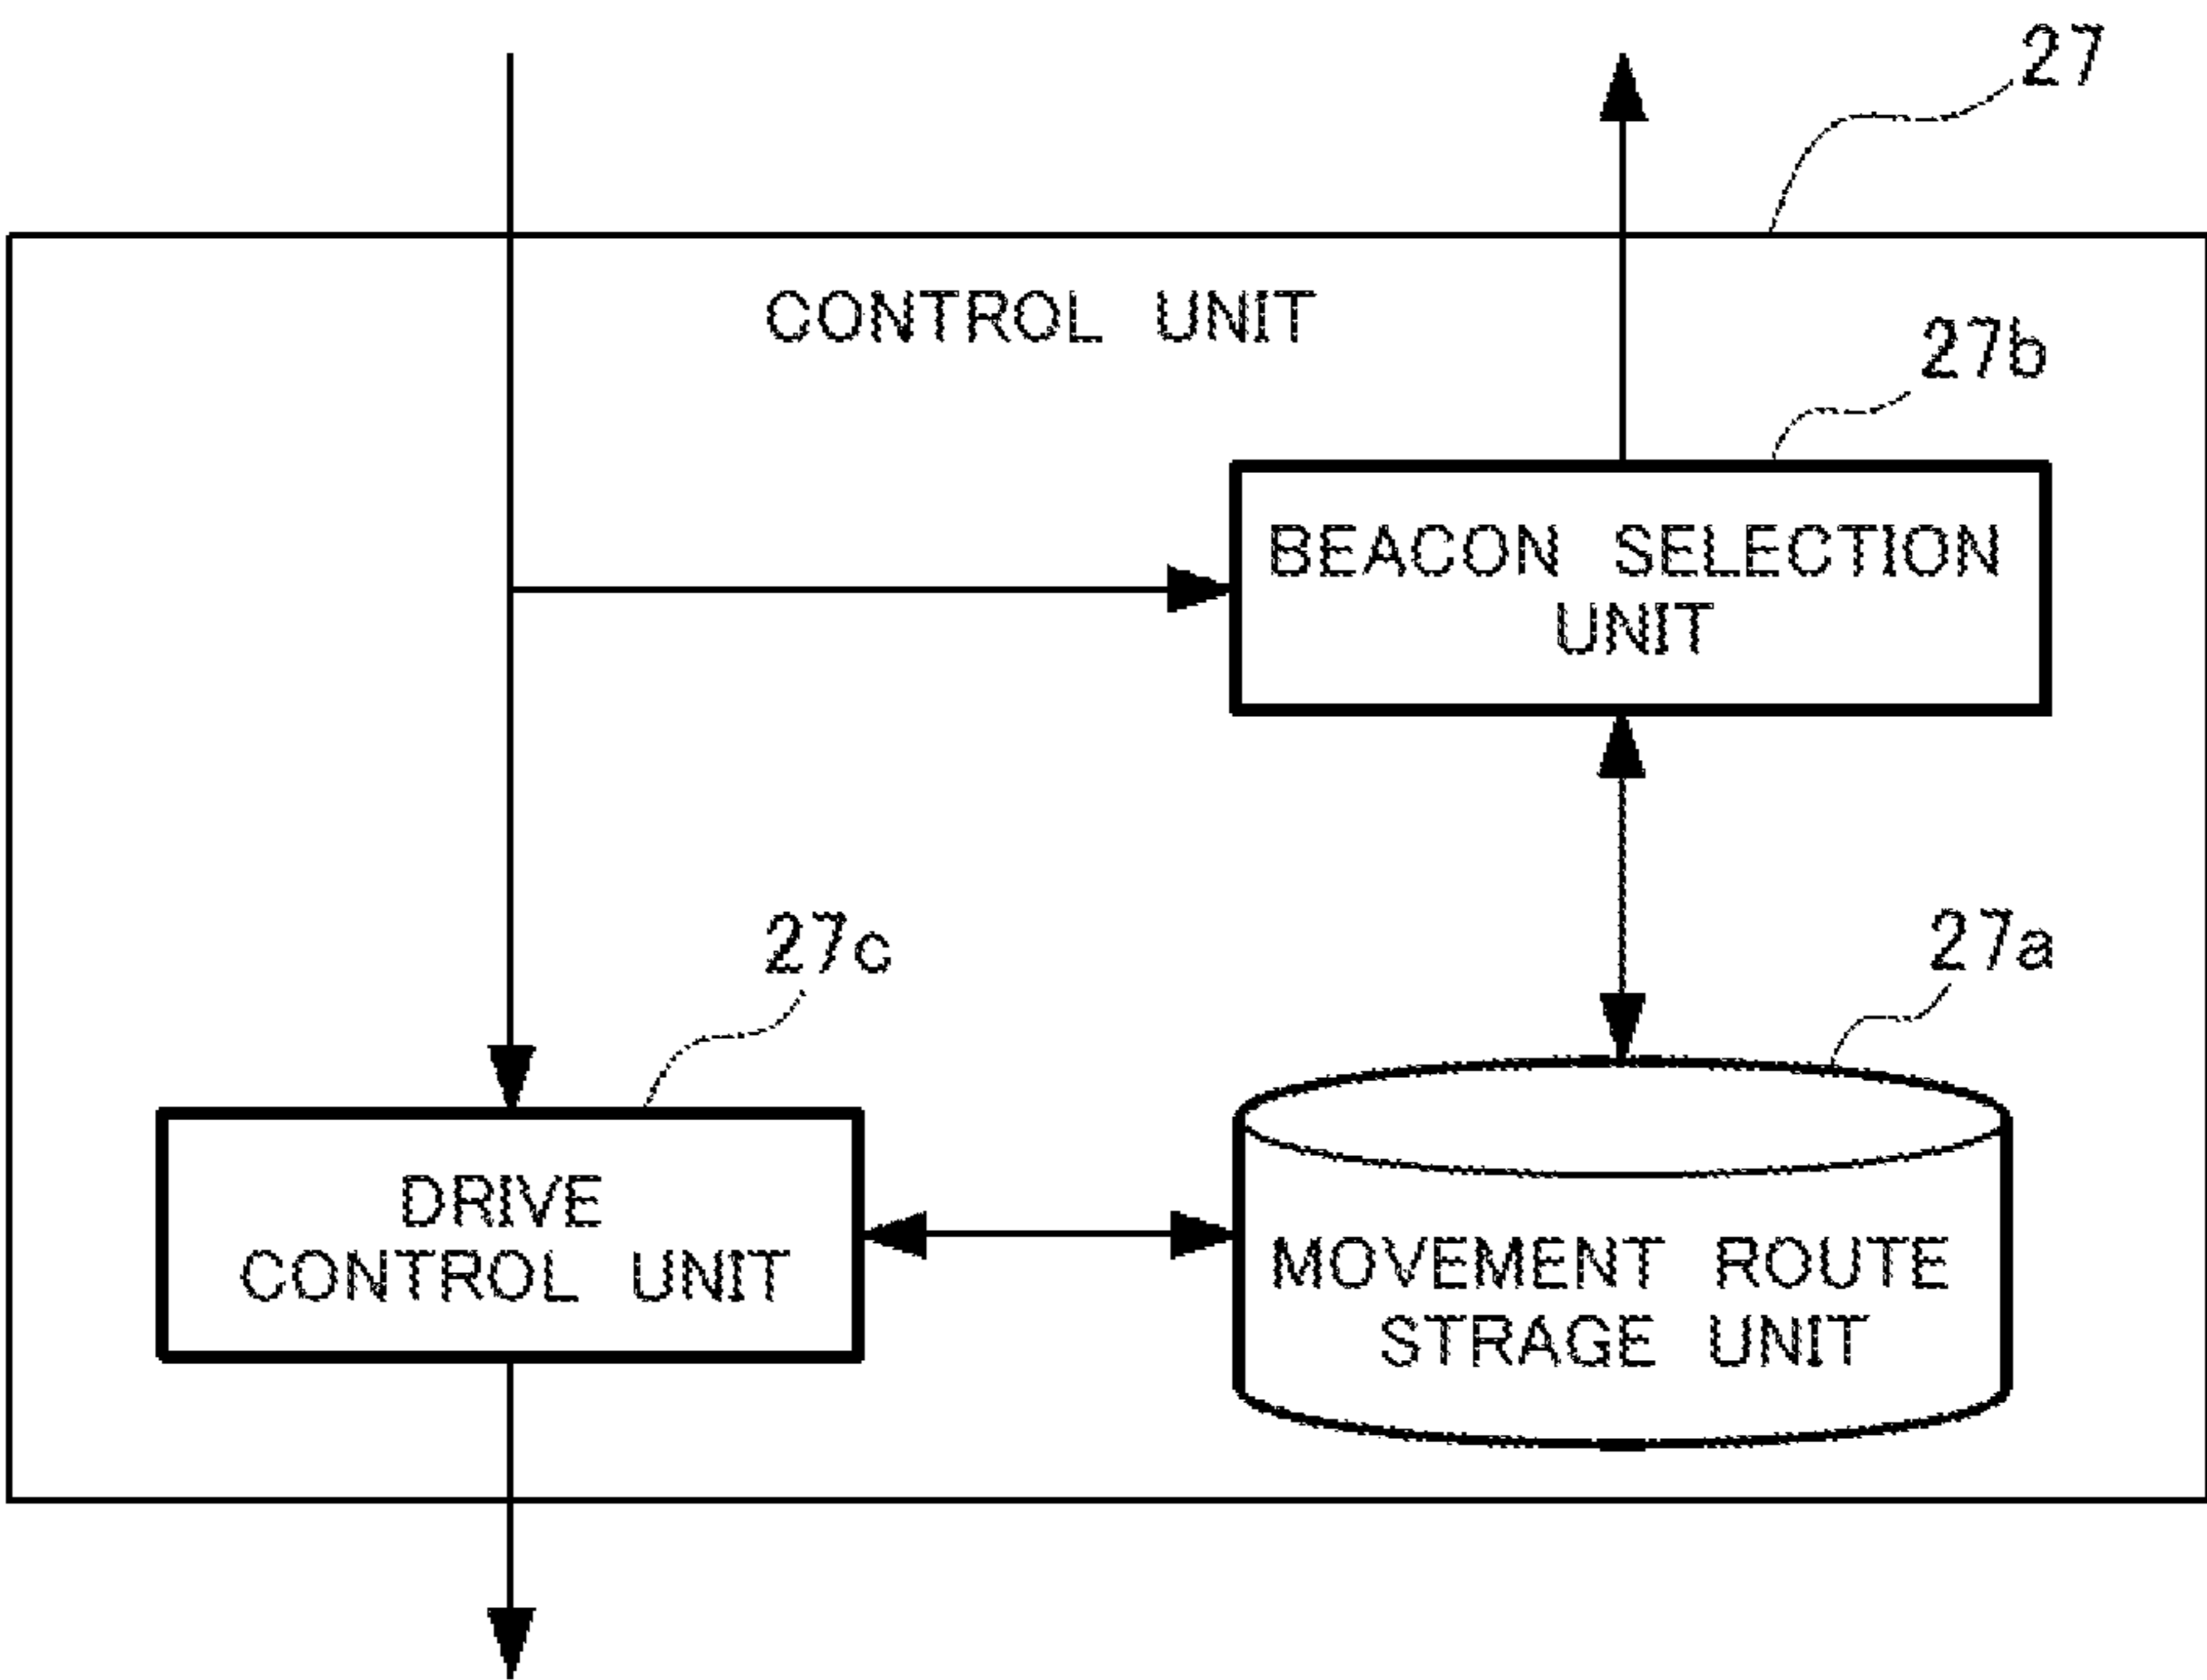 27
CONTROL UNIT
27b
BEACON SELECTION
UNIT
27c
27a
DRIVE
CONTROL UNIT
MOVEMENT ROUTE
STRAGE UNIT